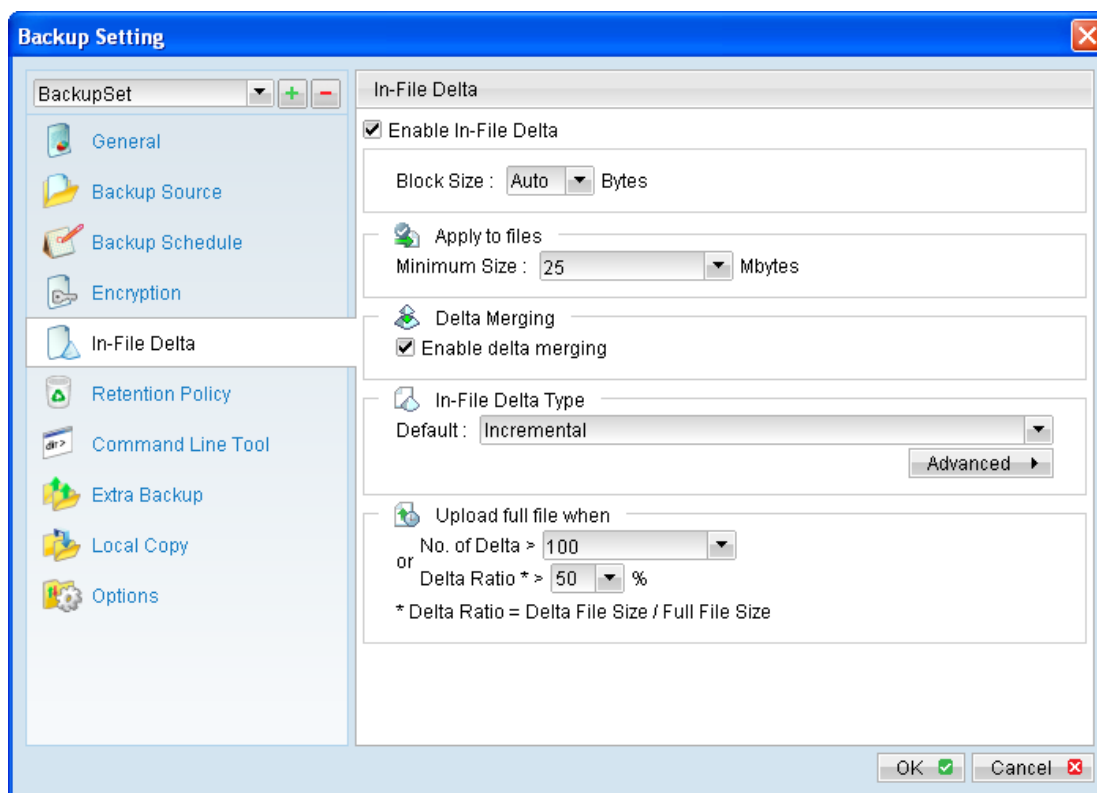 Backup Setting
BackupSet
General
Backup Source
Backup Schedule
Encryption
In-File Delta
Retention Policy
Command Line Tool
Extra Backup
Local Copy
Options
In-File Delta
Enable In-File Delta
Block Size : Auto Bytes
Apply to files
Minimum Size : 25 Mbytes
Delta Merging
Enable delta merging
In-File Delta Type
Default : Incremental
Advanced
Upload full file when
No. of Delta > 100
or
Delta Ratio * > 50 %
* Delta Ratio = Delta File Size / Full File Size
OK Cancel